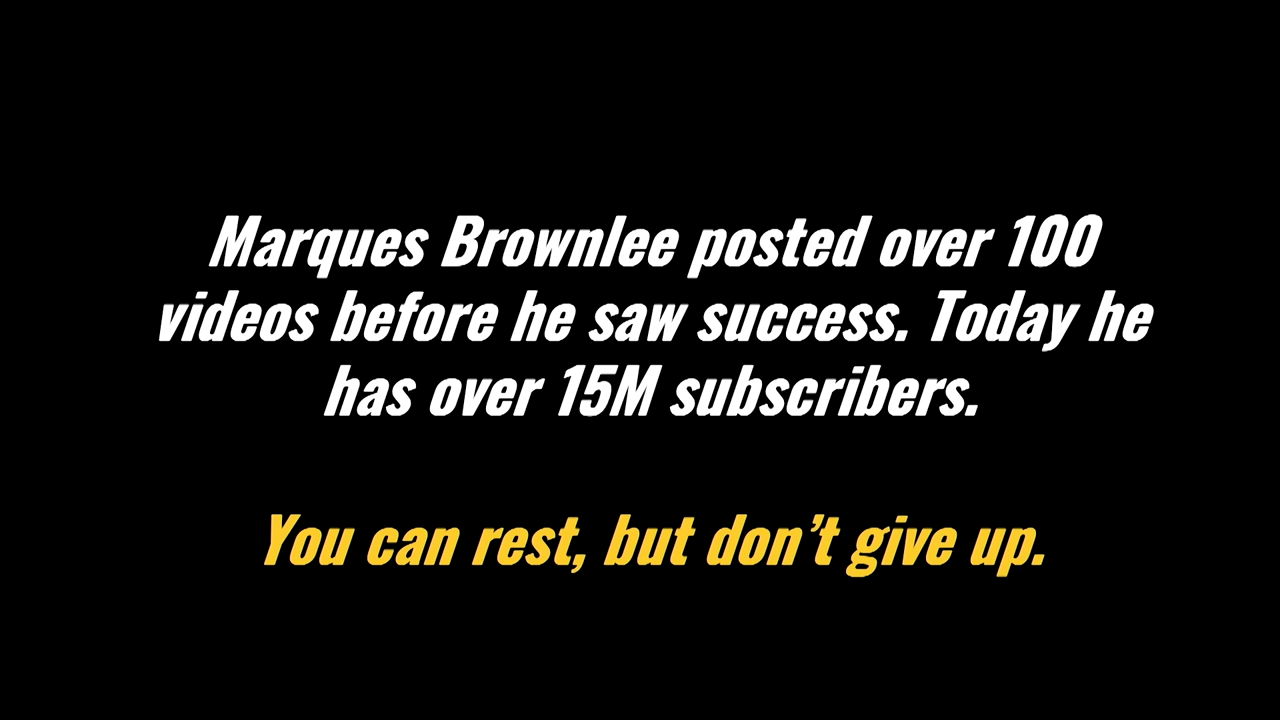 Marques Brownlee posted over 100
videos before he saw success. Today he
has over 15M subscribers.
You can rest, but don’t give up.